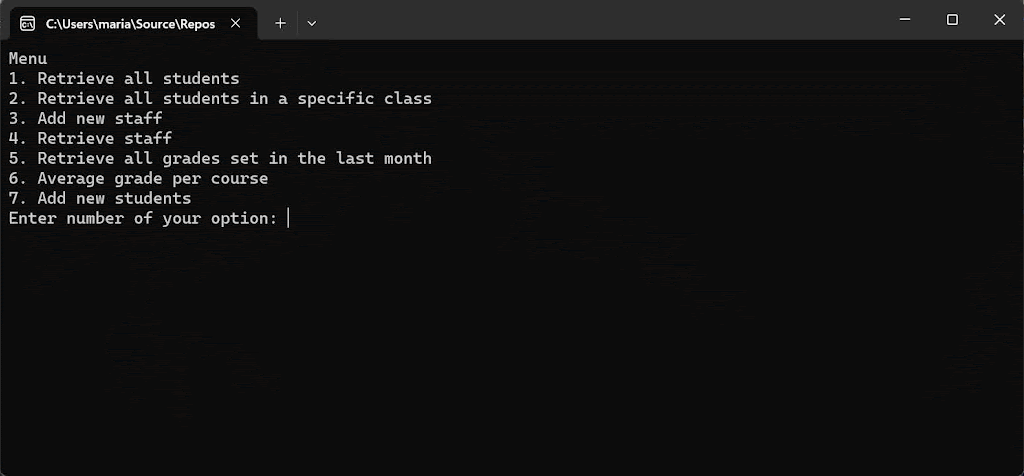 C:\Users\maria\Source\Repos
Menu
1. Retrieve all students
2. Retrieve all students in a specific class
3. Add new staff
4. Retrieve staff
5. Retrieve all grades set in the last month
6. Average grade per course
7. Add new students
Enter number of your option: